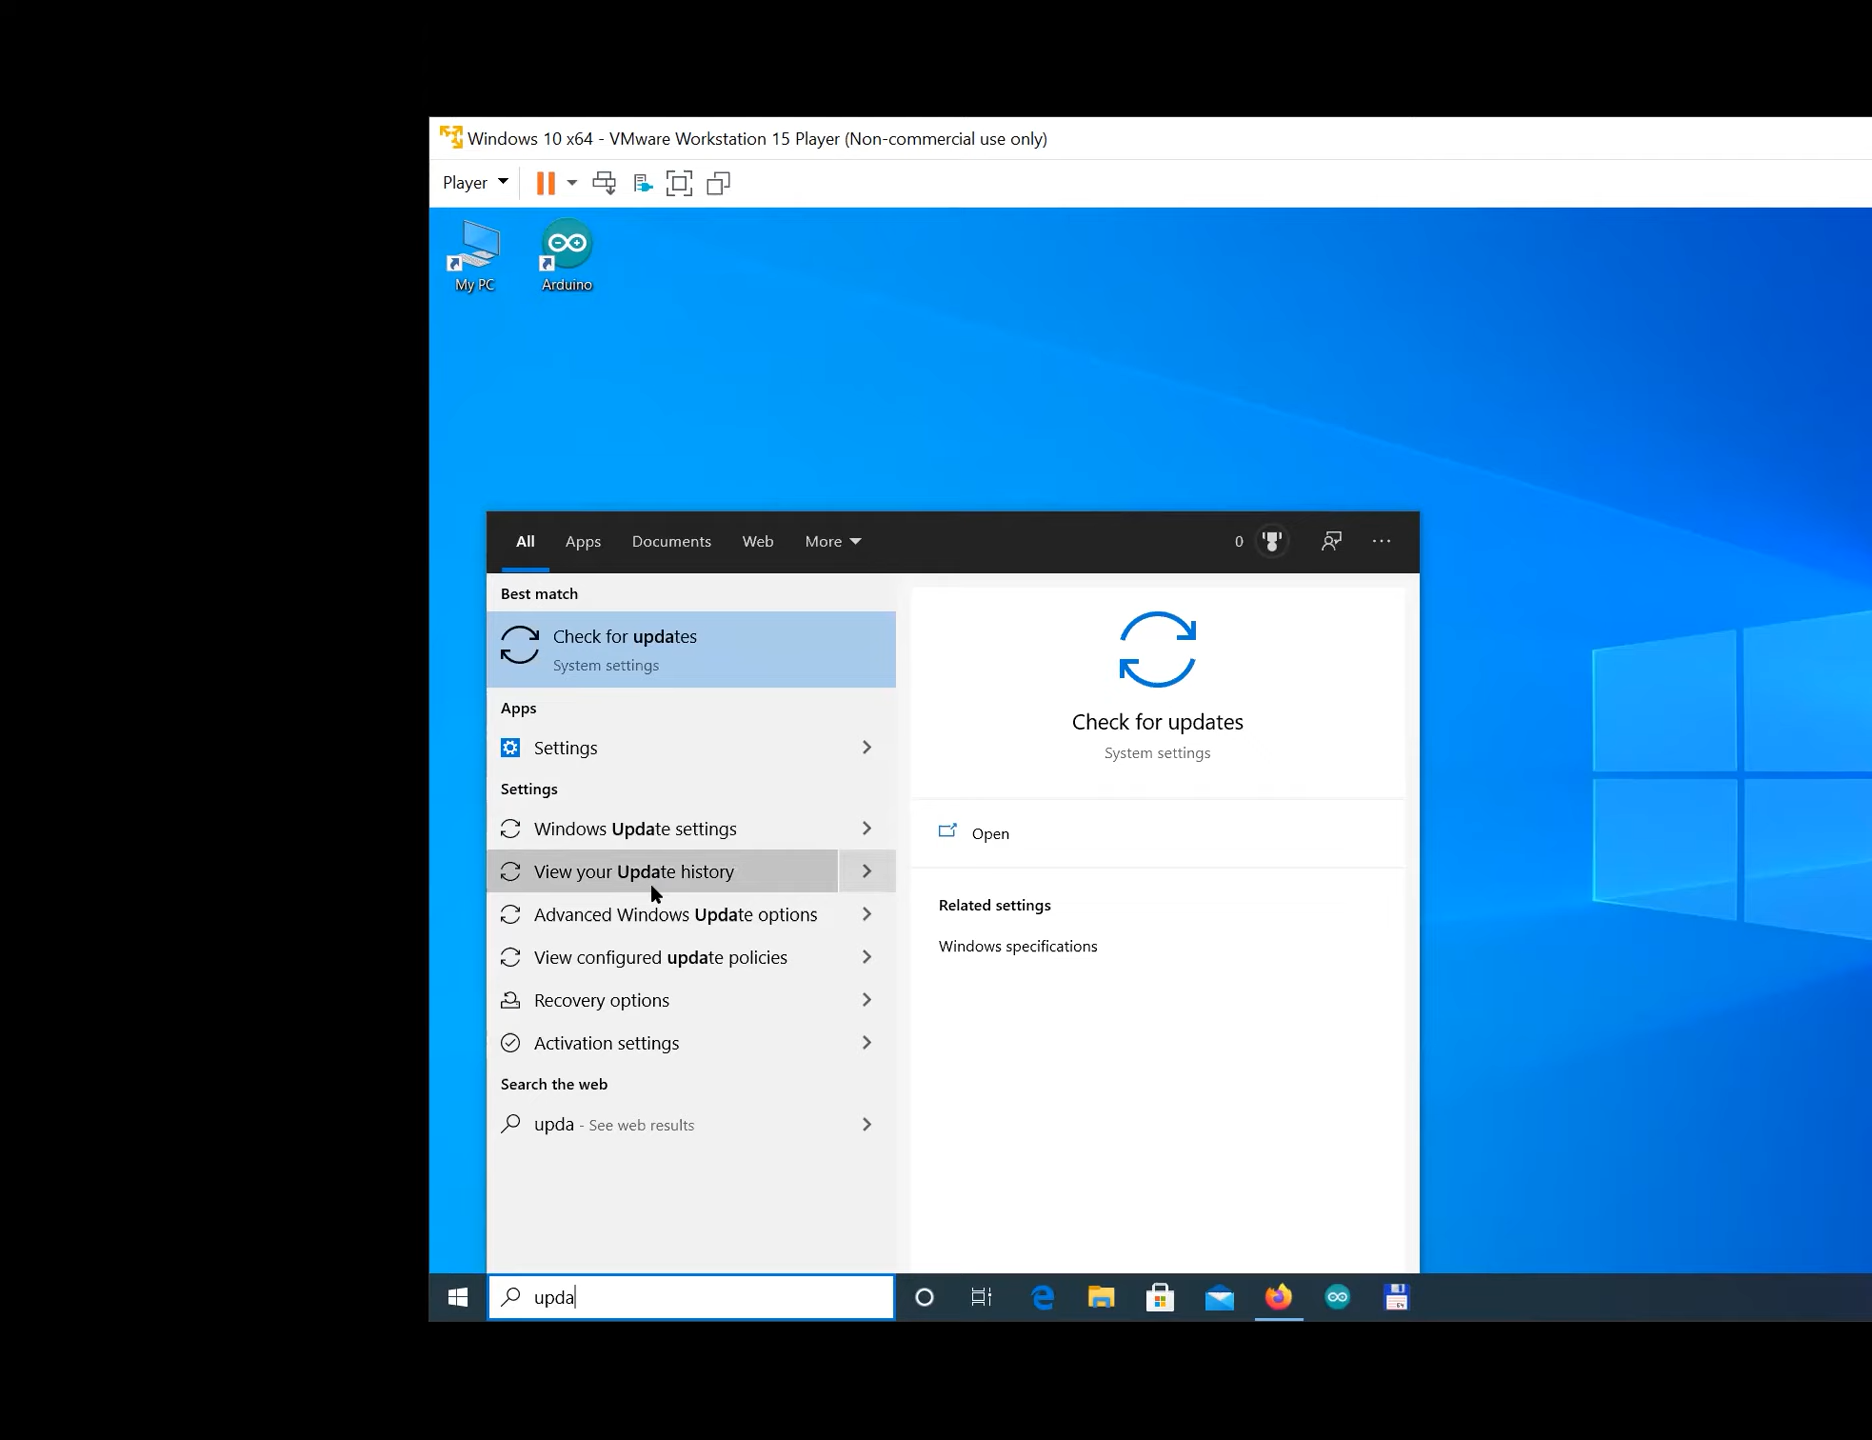 Windows 10 x64 - VMware Workstation 15 Player (Non-commercial use only)
Player
My PC
Arduino
All Apps Documents Web More 0 ...
Best match
Check for updates
System settings
Apps
Settings
Settings
Windows Update settings
View your Update history
Advanced Windows Update options
View configured update policies
Recovery options
Activation settings
Search the web
upda - See web results
Check for updates
System settings
Open
Related settings
Windows specifications
upda